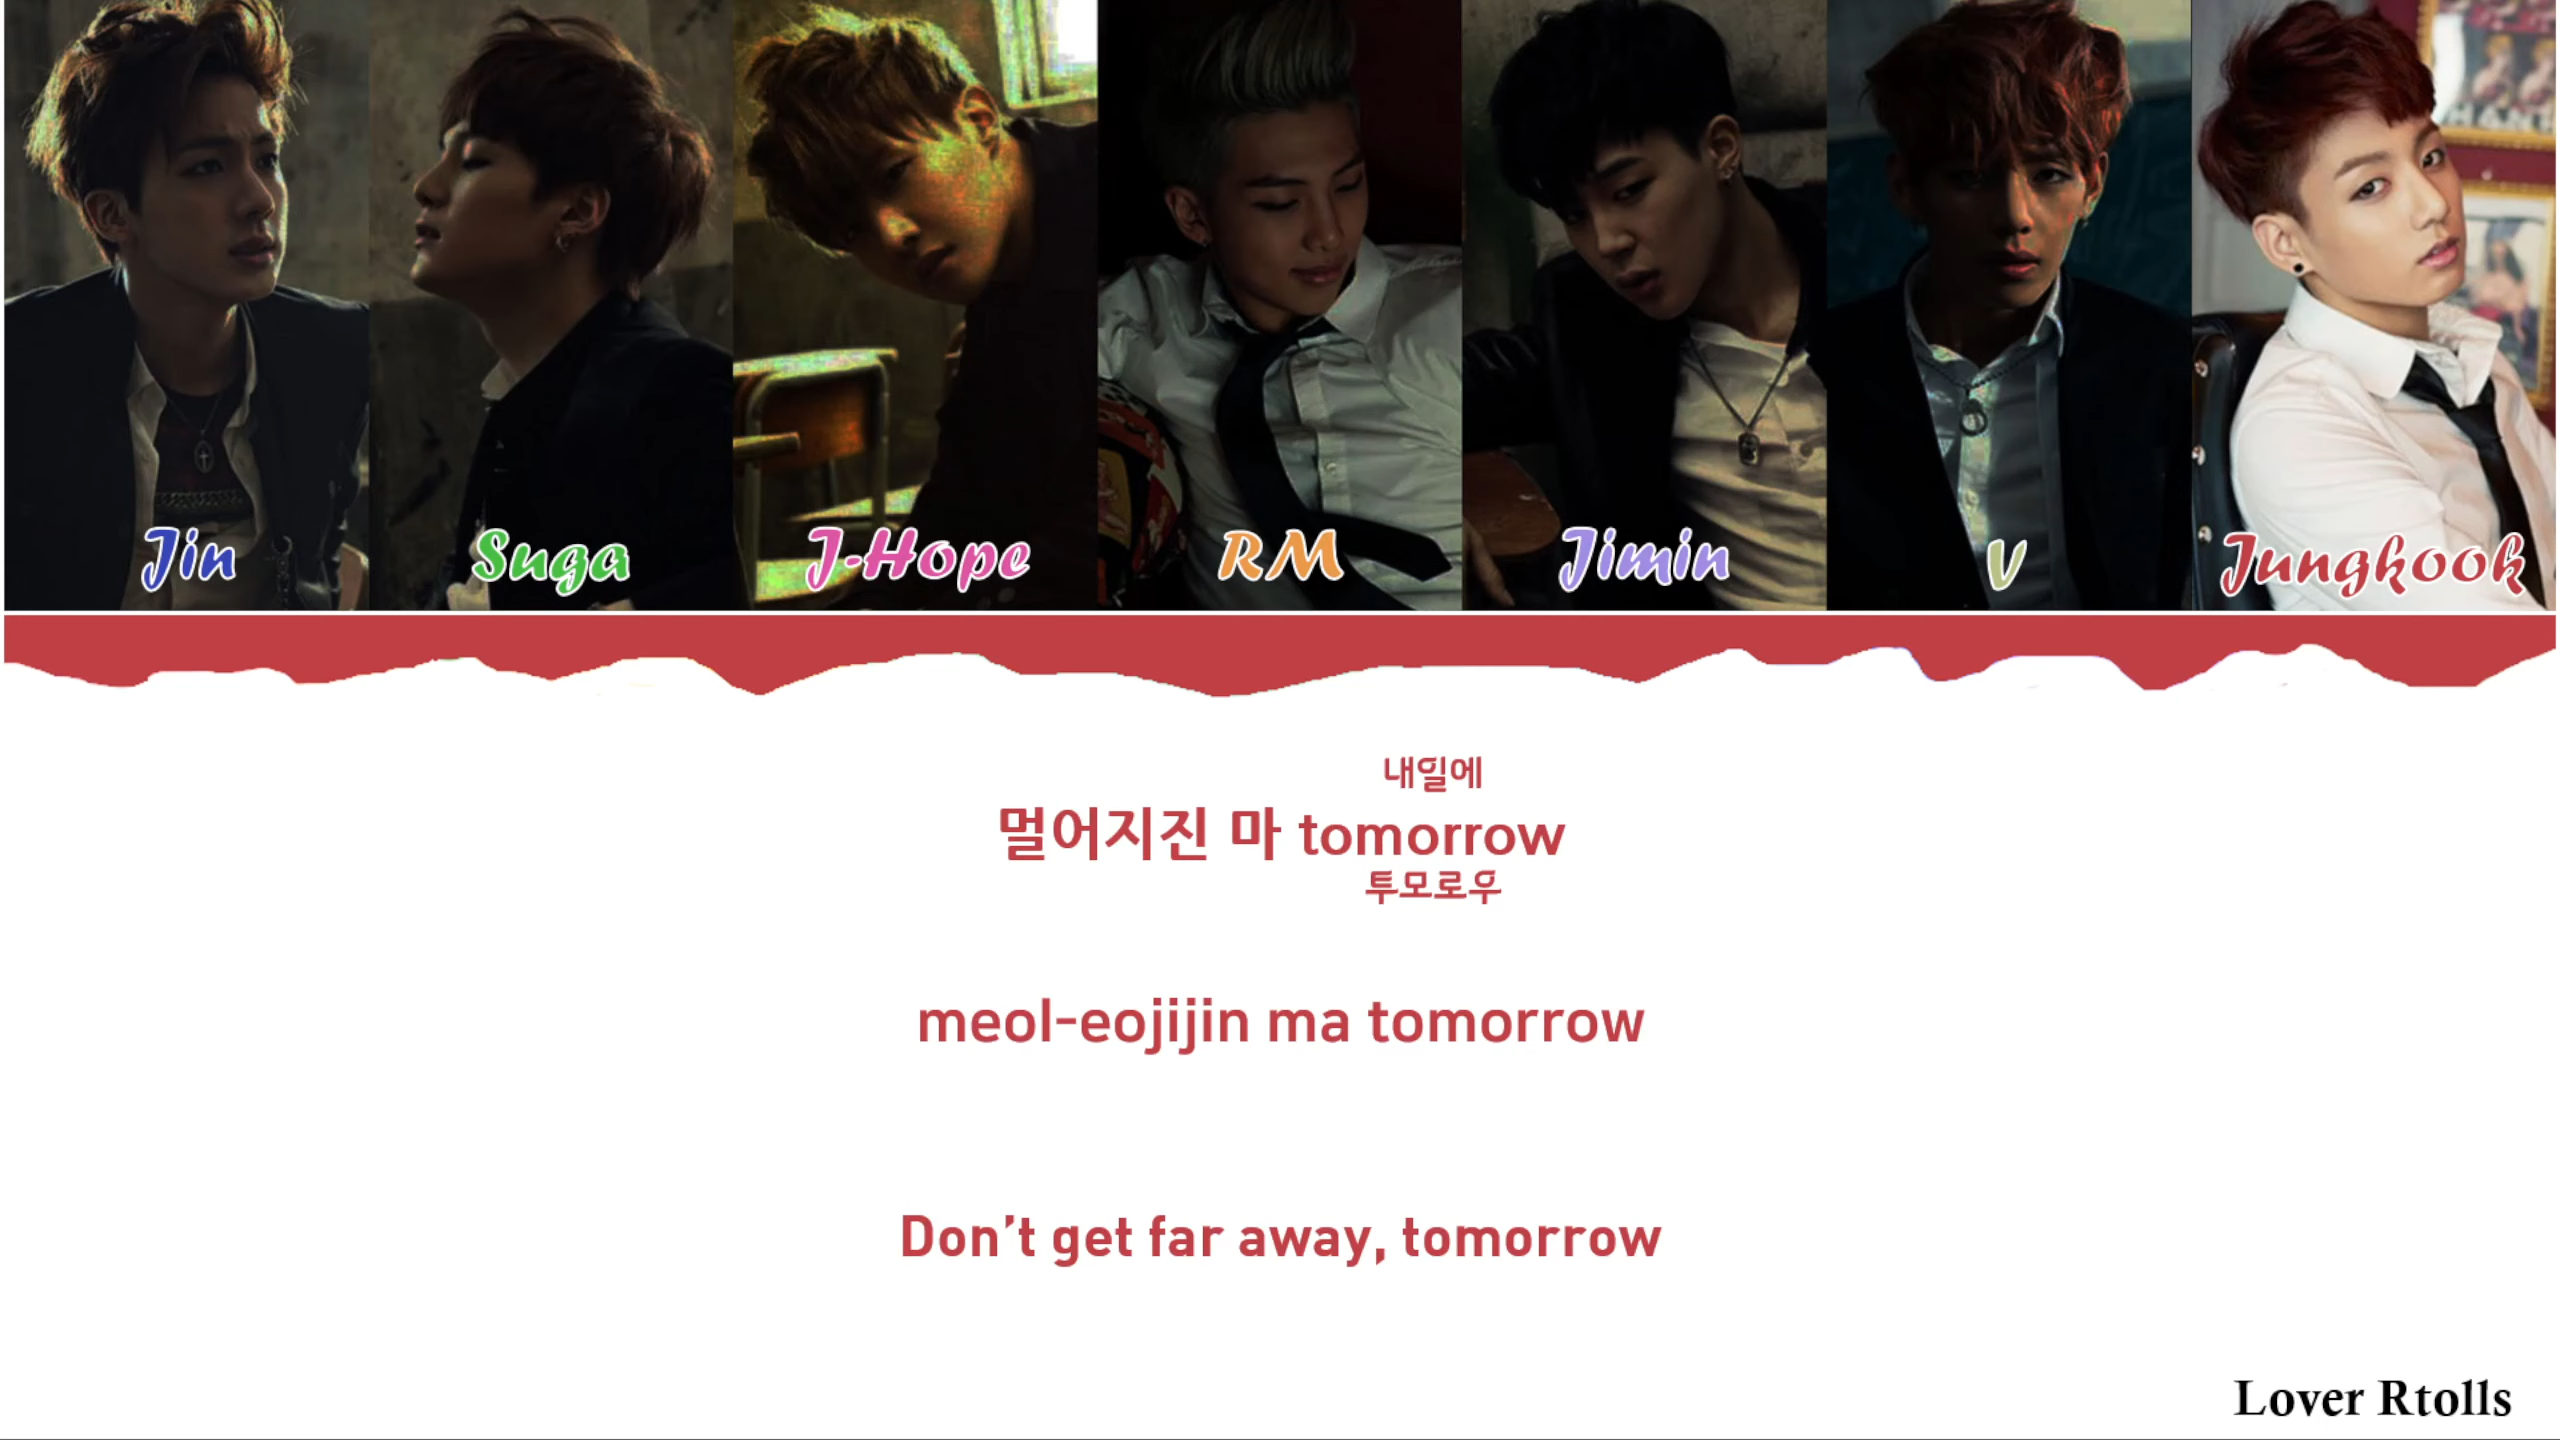 Jin
Suga
J-Hope
RM
Jimin
V
Jungkook
내일에
멀어지진 마 tomorrow
투모로우
meol-eojijin ma tomorrow
Don't get far away, tomorrow
Lover Rtolls